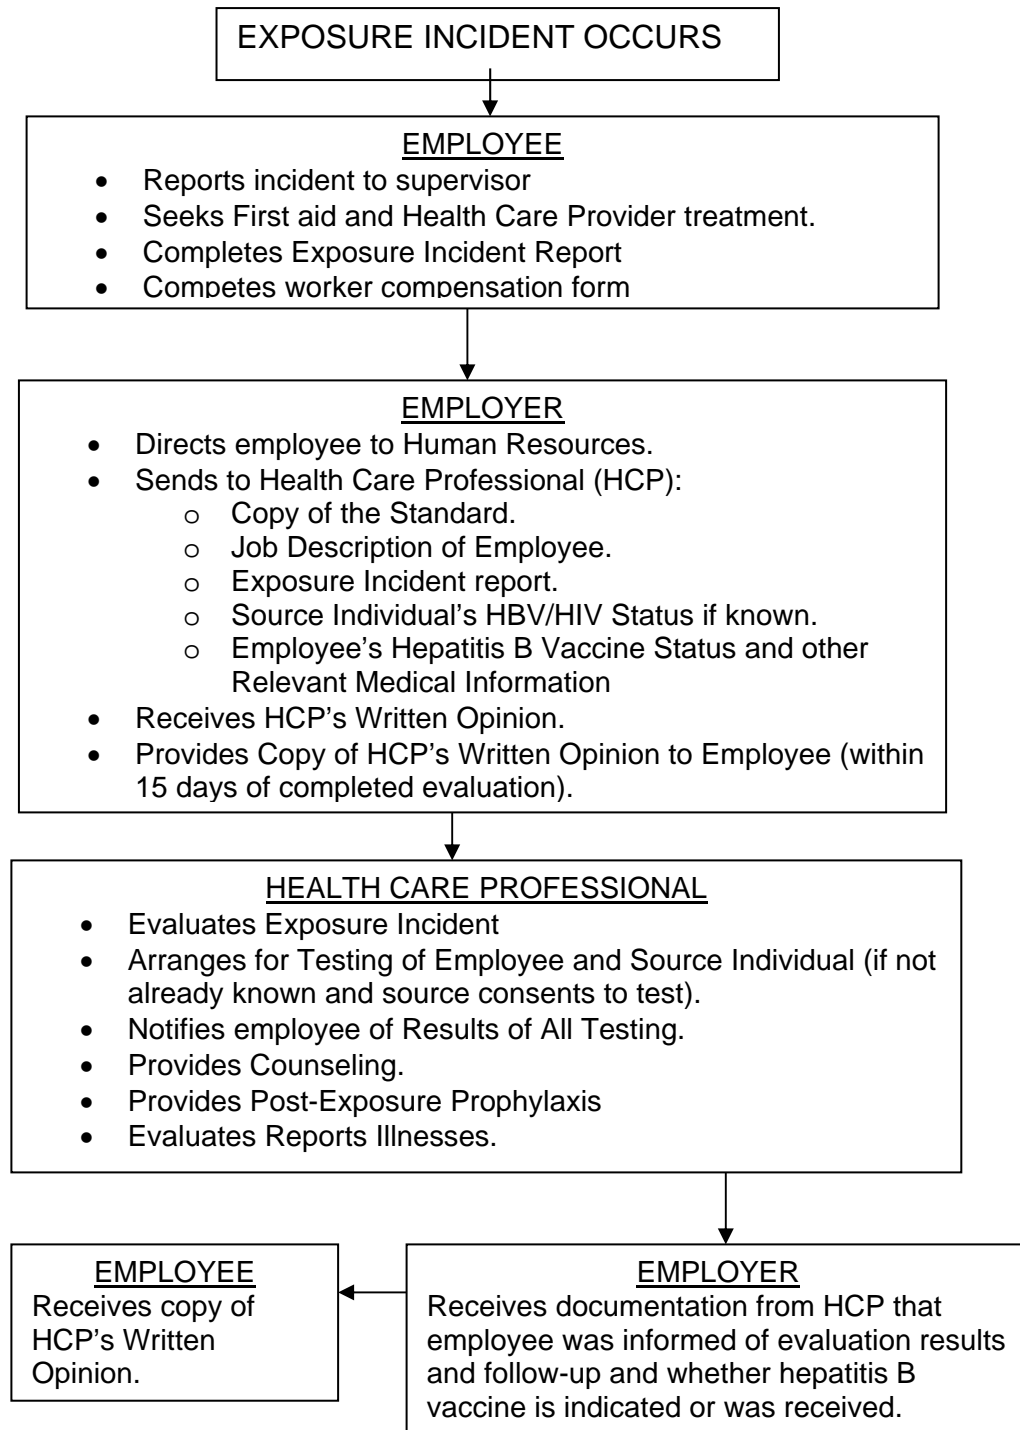 EXPOSURE INCIDENT OCCURS
EMPLOYEE
• Reports incident to supervisor
• Seeks First aid and Health Care Provider treatment.
• Completes Exposure Incident Report
• Competes worker compensation form
EMPLOYER
• Directs employee to Human Resources.
• Sends to Health Care Professional (HCP):
o Copy of the Standard.
o Job Description of Employee.
o Exposure Incident report.
o Source Individual’s HBV/HIV Status if known.
o Employee’s Hepatitis B Vaccine Status and other
Relevant Medical Information
• Receives HCP’s Written Opinion.
• Provides Copy of HCP’s Written Opinion to Employee (within
15 days of completed evaluation).
HEALTH CARE PROFESSIONAL
• Evaluates Exposure Incident
• Arranges for Testing of Employee and Source Individual (if not
already known and source consents to test).
• Notifies employee of Results of All Testing.
• Provides Counseling.
• Provides Post-Exposure Prophylaxis
• Evaluates Reports Illnesses.
EMPLOYEE
Receives copy of
HCP’s Written
Opinion.
EMPLOYER
Receives documentation from HCP that
employee was informed of evaluation results
and follow-up and whether hepatitis B
vaccine is indicated or was received.